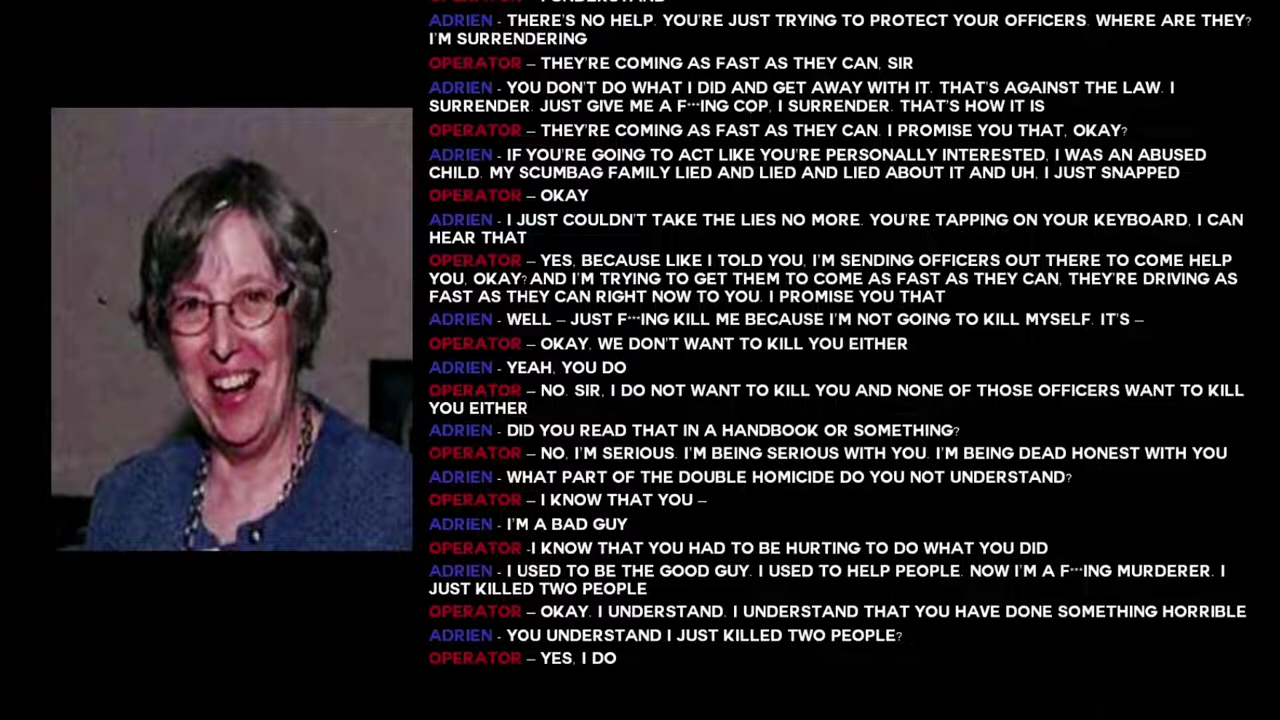 ADRIEN - THERE'S NO HELP. YOU'RE JUST TRYING TO PROTECT YOUR OFFICERS. WHERE ARE THEY?
I'M SURRENDERING
OPERATOR – THEY'RE COMING AS FAST AS THEY CAN, SIR
ADRIEN - YOU DON'T DO WHAT I DID AND GET AWAY WITH IT. THAT'S AGAINST THE LAW. I
SURRENDER. JUST GIVE ME A F***ING COP, I SURRENDER. THAT'S HOW IT IS
OPERATOR – THEY'RE COMING AS FAST AS THEY CAN. I PROMISE YOU THAT, OKAY?
ADRIEN - IF YOU'RE GOING TO ACT LIKE YOU'RE PERSONALLY INTERESTED, I WAS AN ABUSED
CHILD. MY SCUMBAG FAMILY LIED AND LIED AND LIED ABOUT IT AND UH, I JUST SNAPPED
OPERATOR – OKAY
ADRIEN - I JUST COULDN'T TAKE THE LIES NO MORE. YOU'RE TAPPING ON YOUR KEYBOARD, I CAN
HEAR THAT
OPERATOR – YES, BECAUSE LIKE I TOLD YOU, I'M SENDING OFFICERS OUT THERE TO COME HELP
YOU, OKAY? AND I'M TRYING TO GET THEM TO COME AS FAST AS THEY CAN, THEY'RE DRIVING AS
FAST AS THEY CAN RIGHT NOW TO YOU. I PROMISE YOU THAT
ADRIEN - WELL – JUST F***ING KILL ME BECAUSE I'M NOT GOING TO KILL MYSELF. IT'S –
OPERATOR – OKAY, WE DON'T WANT TO KILL YOU EITHER
ADRIEN - YEAH, YOU DO
OPERATOR – NO. SIR, I DO NOT WANT TO KILL YOU AND NONE OF THOSE OFFICERS WANT TO KILL
YOU EITHER
ADRIEN - DID YOU READ THAT IN A HANDBOOK OR SOMETHING?
OPERATOR – NO, I'M SERIOUS. I'M BEING SERIOUS WITH YOU. I'M BEING DEAD HONEST WITH YOU
ADRIEN - WHAT PART OF THE DOUBLE HOMICIDE DO YOU NOT UNDERSTAND?
OPERATOR – I KNOW THAT YOU –
ADRIEN - I'M A BAD GUY
OPERATOR -I KNOW THAT YOU HAD TO BE HURTING TO DO WHAT YOU DID
ADRIEN - I USED TO BE THE GOOD GUY. I USED TO HELP PEOPLE. NOW I'M A F***ING MURDERER. I
JUST KILLED TWO PEOPLE
OPERATOR – OKAY. I UNDERSTAND. I UNDERSTAND THAT YOU HAVE DONE SOMETHING HORRIBLE
ADRIEN - YOU UNDERSTAND I JUST KILLED TWO PEOPLE?
OPERATOR – YES, I DO